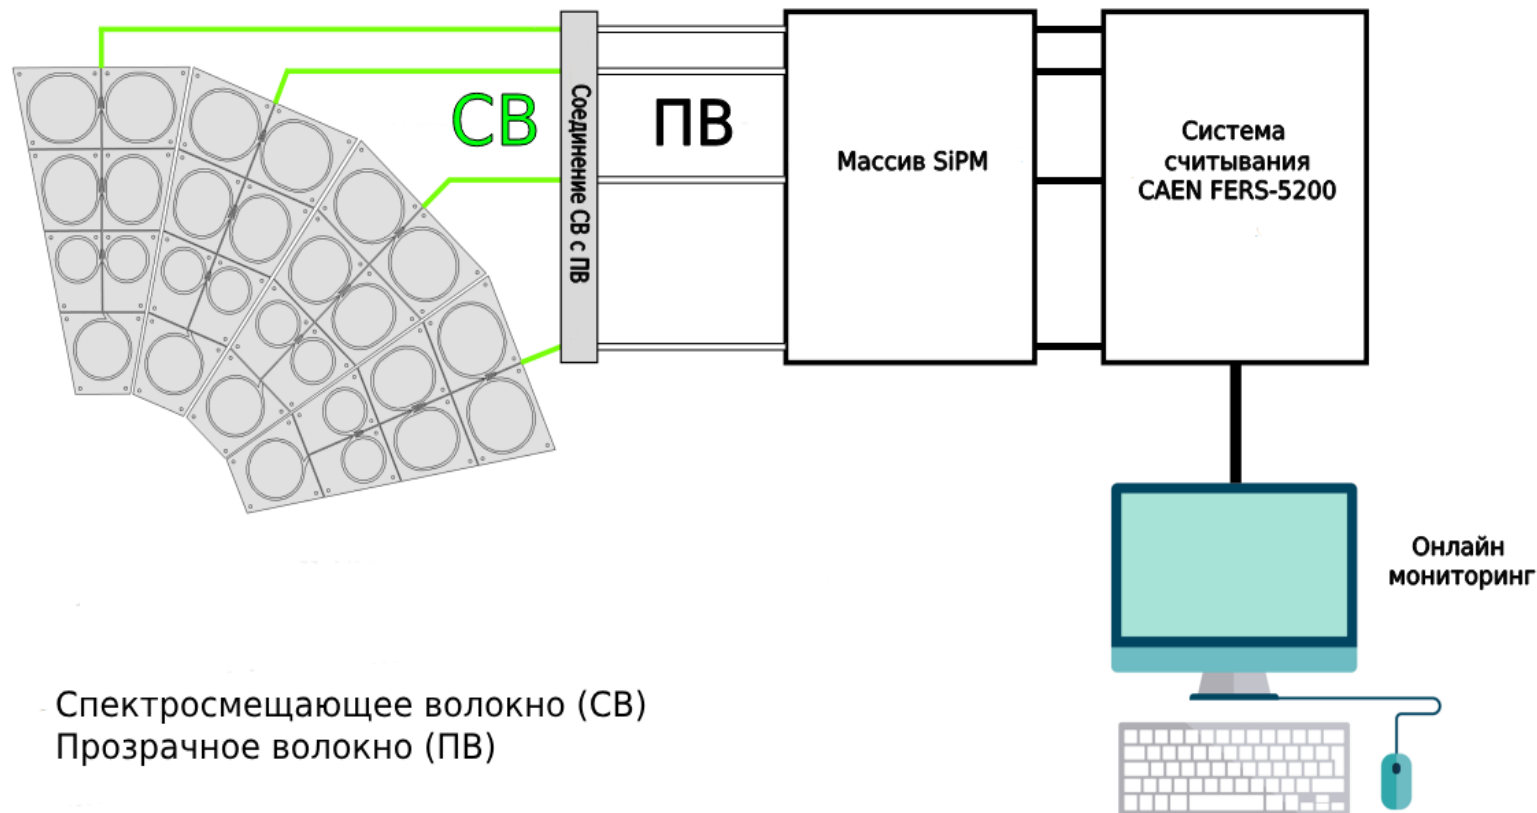 СВ
Соединение СВ с ПВ
ПВ
Массив SiPM
Система
считывания
CAEN FERS-5200
Онлайн
мониторинг
Спектросмещающее волокно (СВ)
Прозрачное волокно (ПВ)